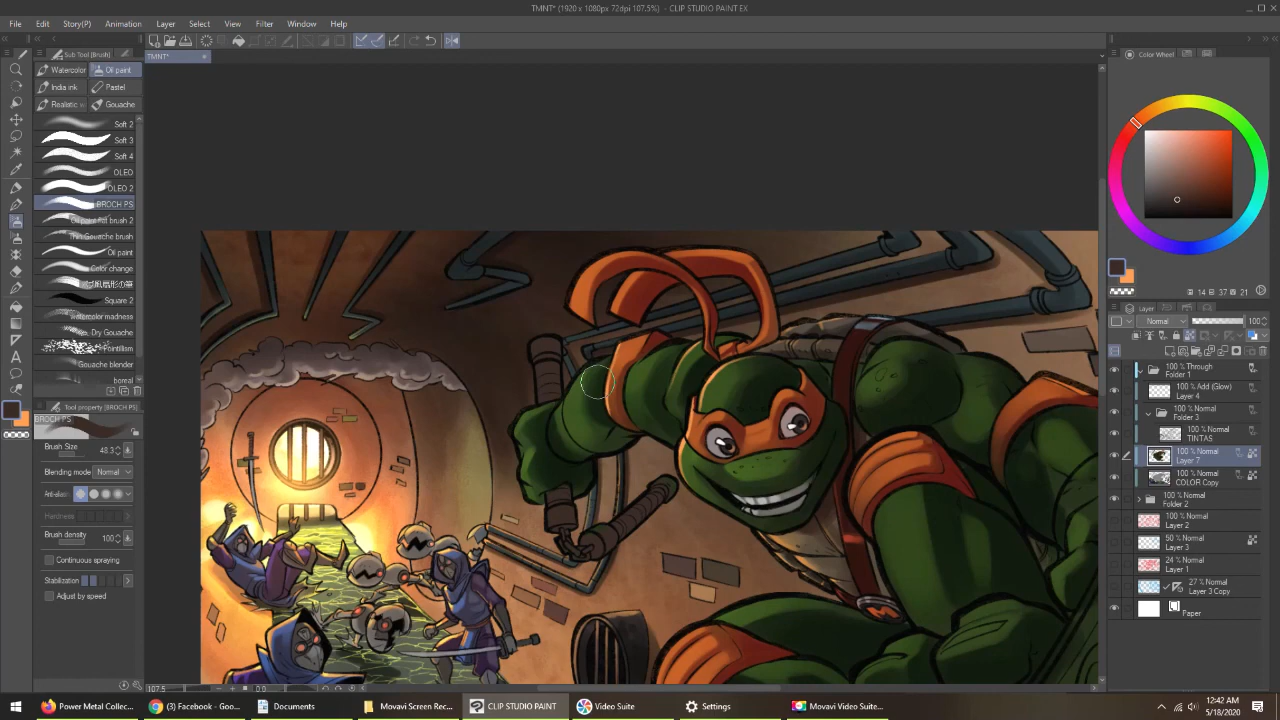 TMNT* (1920 x 1080px 72dpi 107.5%) - CLIP STUDIO PAINT EX
File Edit Story(P) Animation Layer Select View Filter Window Help
Sub Tool [Brush]
TMNT*
Color Wheel
Watercolor Oil paint
India ink Pastel
Realistic Gouache
Soft 2
Soft 3
Soft 4
OLEO
OLEO 2
BROCH PS
Oil paint flat brush 2
Thin Gouache brush
Oil paint
Color change
Square 2
watercolor madness
Dry Gouache
Pointillism
Gouache blender
boreal
Tool property [BROCH PS]
BROCH PS
Brush Size 48.3
Blending mode Normal
Anti-alias
Hardness
Brush density 100
Continuous spraying
Stabilization
Adjust by speed
107.5 0.0
14 37 21
Layer
Normal 100
100 % Through
Folder 1
100 % Add (Glow)
Layer 4
100 % Normal
Folder 3
100 % Normal
TINTAS
100 % Normal
Layer 7
100 % Normal
COLOR Copy
100 % Normal
Folder 2
100 % Normal
Layer 2
50 % Normal
Layer 3
24 % Normal
Layer 1
27 % Normal
Layer 3 Copy
Paper
Power Metal Collec... (3) Facebook - Goo... Documents Movavi Screen Rec... CLIP STUDIO PAINT Video Suite Settings Movavi Video Suite...
12:42 AM
5/18/2020